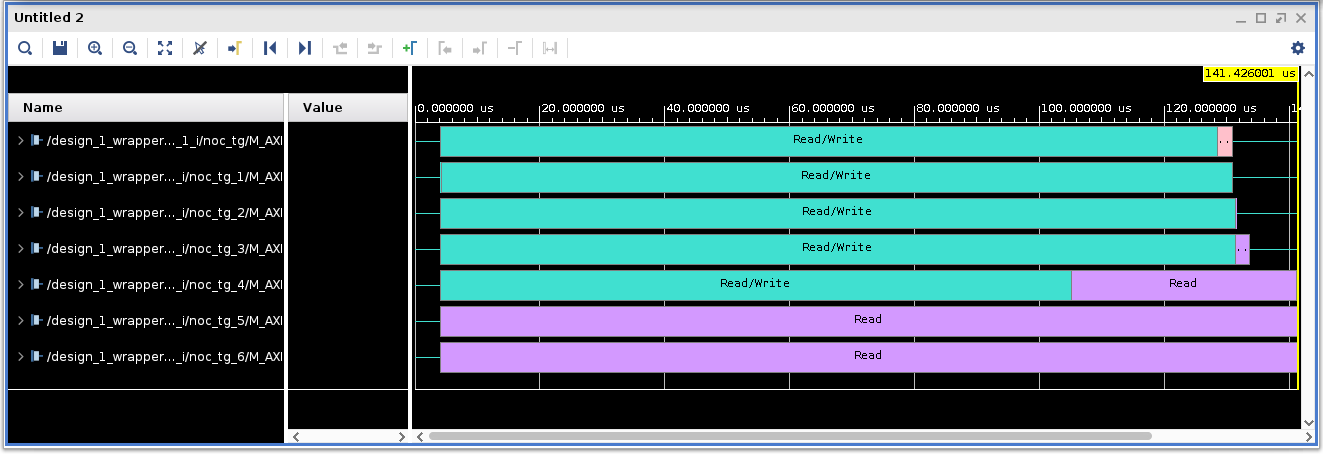 Untitled 2
141.426001 us
Name
Value
0.000000 us
20.000000 us
40.000000 us
60.000000 us
80.000000 us
100.000000 us
120.000000 us
/design_1_wrapper..._1_i/noc_tg/M_AXI
Read/Write
..
/design_1_wrapper..._i/noc_tg_1/M_AXI
Read/Write
/design_1_wrapper..._i/noc_tg_2/M_AXI
Read/Write
/design_1_wrapper..._i/noc_tg_3/M_AXI
Read/Write
..
/design_1_wrapper..._i/noc_tg_4/M_AXI
Read/Write
Read
/design_1_wrapper..._i/noc_tg_5/M_AXI
Read
/design_1_wrapper..._i/noc_tg_6/M_AXI
Read